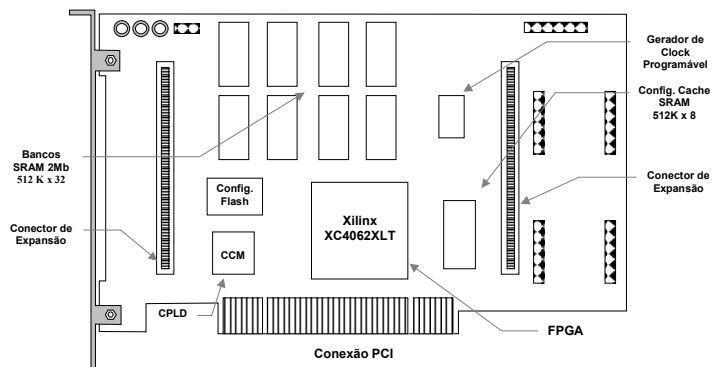 Gerador de
Clock
Programável
Config. Cache
SRAM
512K x 8
Bancos
SRAM 2Mb
512 K x 32
Config.
Flash
Xilinx
XC4062XLT
Conector de
Expansão
Conector de
Expansão
CCM
CPLD
FPGA
Conexão PCI